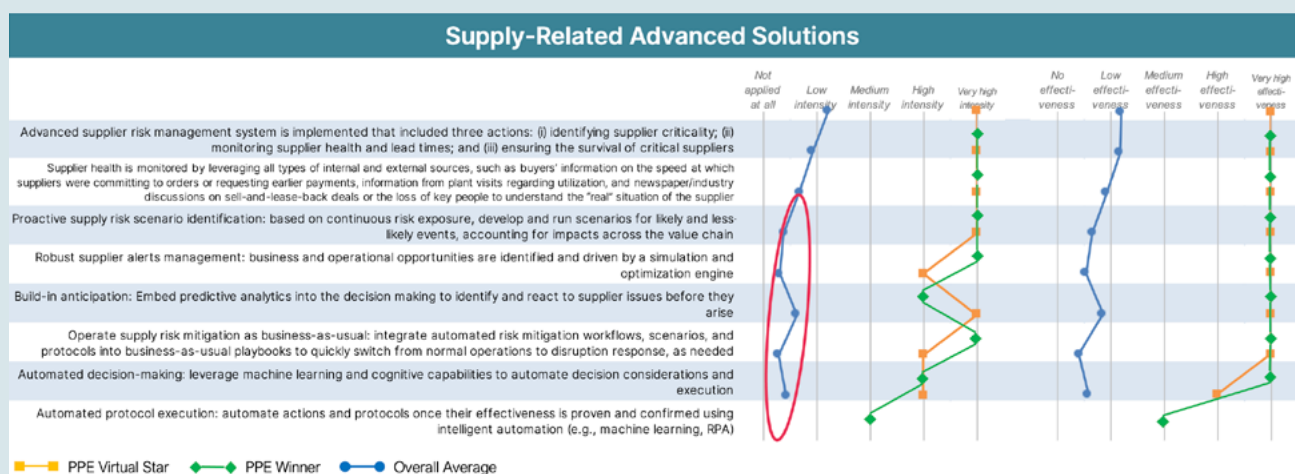 Supply-Related Advanced Solutions
Not applied at all
Low intensity
Medium intensity
High intensity
Very high intensity
No effecti-veness
Low effecti-veness
Medium effecti-veness
High effecti-veness
Very high effecti-veness
Advanced supplier risk management system is implemented that included three actions: (i) identifying supplier criticality; (ii)
monitoring supplier health and lead times; and (iii) ensuring the survival of critical suppliers
Supplier health is monitored by leveraging all types of internal and external sources, such as buyers' information on the speed at which
suppliers were committing to orders or requesting earlier payments, information from plant visits regarding utilization, and newspaper/industry
discussions on sell-and-lease-back deals or the loss of key people to understand the "real" situation of the supplier
Proactive supply risk scenario identification: based on continuous risk exposure, develop and run scenarios for likely and less-
likely events, accounting for impacts across the value chain
Robust supplier alerts management: business and operational opportunities are identified and driven by a simulation and
optimization engine
Build-in anticipation: Embed predictive analytics into the decision making to identify and react to supplier issues before they
arise
Operate supply risk mitigation as business-as-usual: integrate automated risk mitigation workflows, scenarios, and
protocols into business-as-usual playbooks to quickly switch from normal operations to disruption response, as needed
Automated decision-making: leverage machine learning and cognitive capabilities to automate decision considerations and
execution
Automated protocol execution: automate actions and protocols once their effectiveness is proven and confirmed using
intelligent automation (e.g., machine learning, RPA)
PPE Virtual Star
PPE Winner
Overall Average